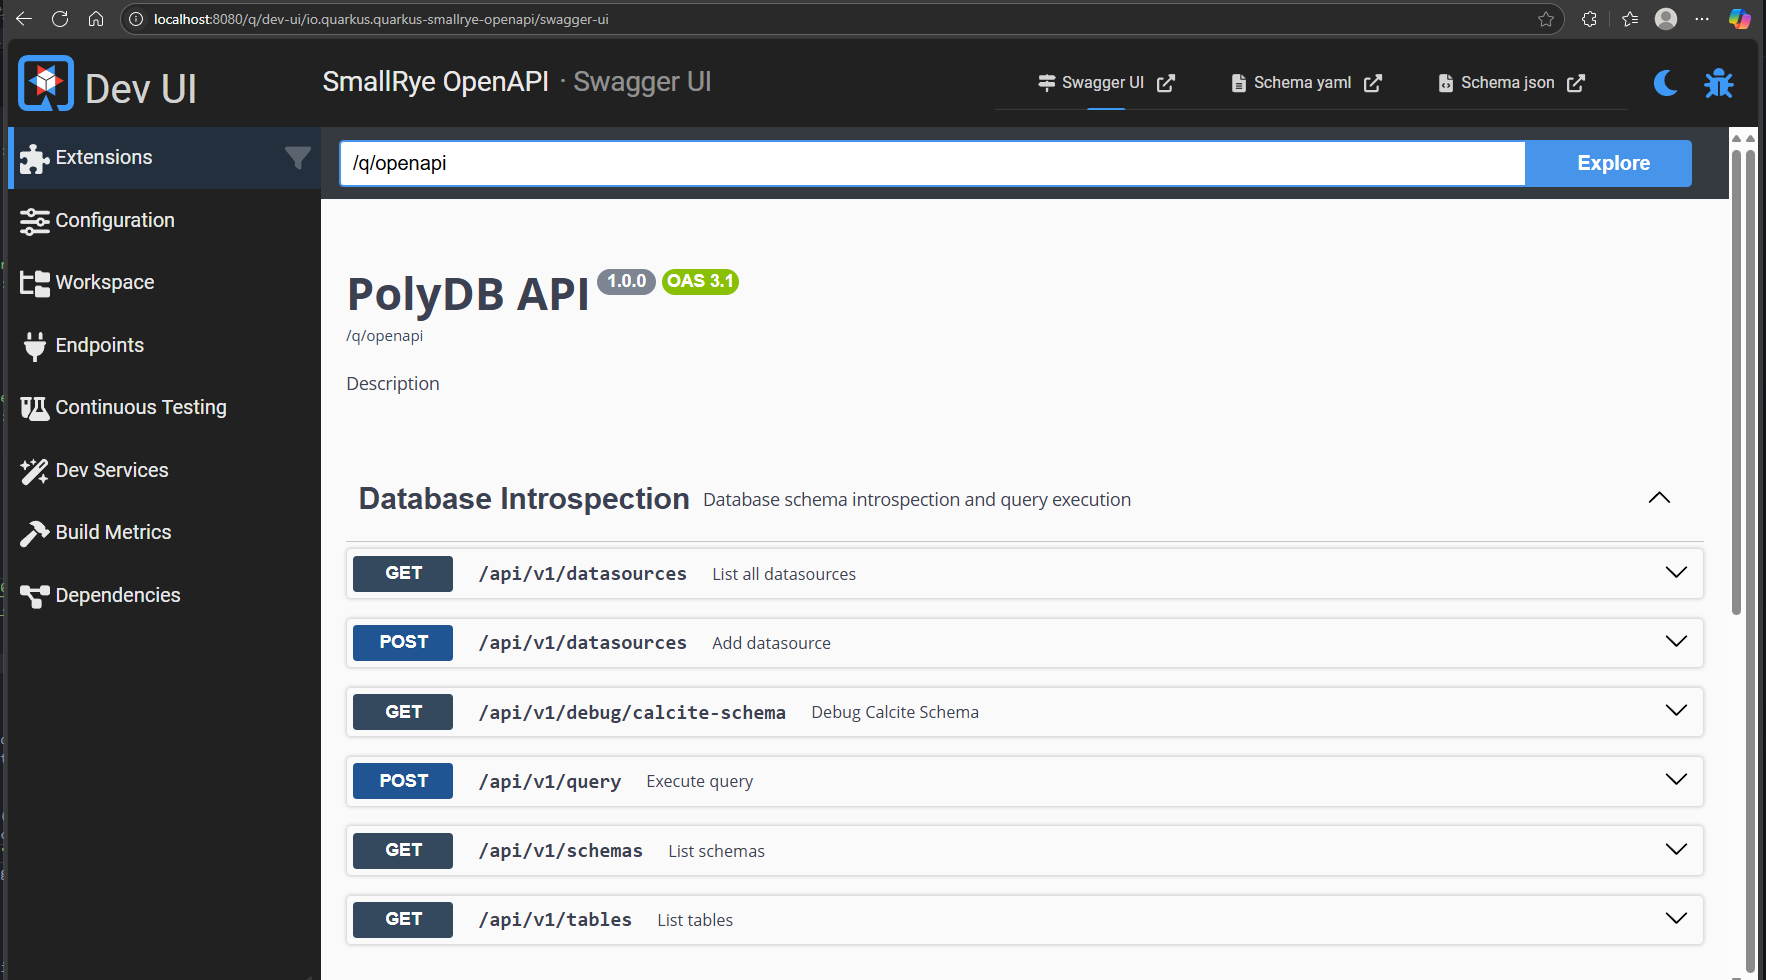 localhost:8080/q/dev-ui/io.quarkus.quarkus-smallrye-openapi/swagger-ui
Dev UI
SmallRye OpenAPI · Swagger UI
Swagger UI
Schema yaml
Schema json
Extensions
Configuration
Workspace
Endpoints
Continuous Testing
Dev Services
Build Metrics
Dependencies
/q/openapi
Explore
PolyDB API 1.0.0 OAS 3.1
/q/openapi
Description
Database Introspection Database schema introspection and query execution
GET /api/v1/datasources List all datasources
POST /api/v1/datasources Add datasource
GET /api/v1/debug/calcite-schema Debug Calcite Schema
POST /api/v1/query Execute query
GET /api/v1/schemas List schemas
GET /api/v1/tables List tables